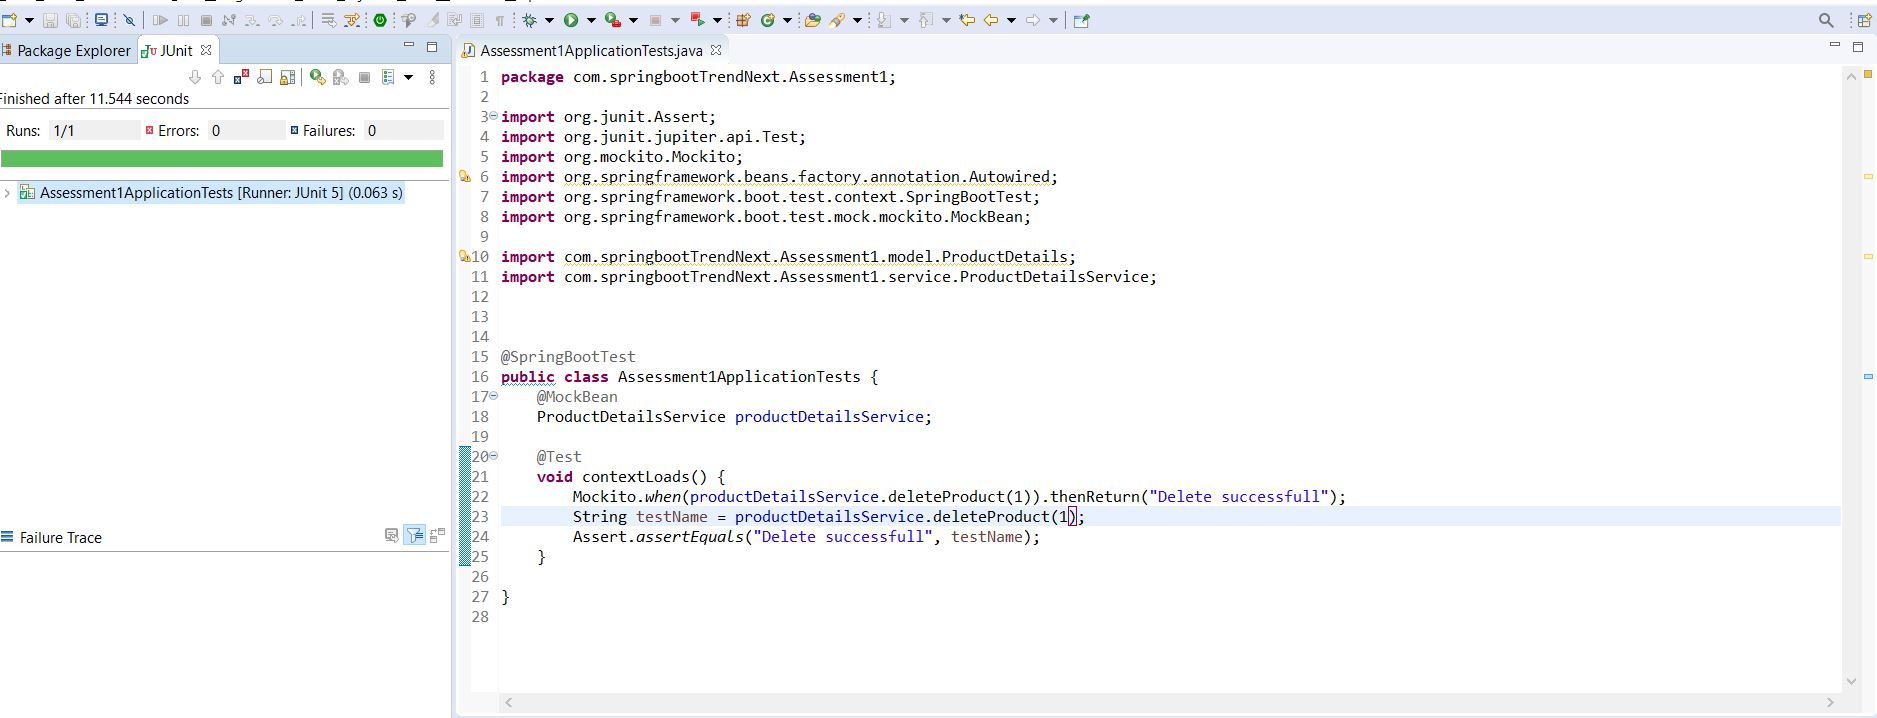 Package Explorer
JUnit
Finished after 11.544 seconds
Runs: 1/1 Errors: 0 Failures: 0
Assessment1ApplicationTests [Runner: JUnit 5] (0.063 s)
Failure Trace
Assessment1ApplicationTests.java
1 package com.springbootTrendNext.Assessment1;
2
3 import org.junit.Assert;
4 import org.junit.jupiter.api.Test;
5 import org.mockito.Mockito;
6 import org.springframework.beans.factory.annotation.Autowired;
7 import org.springframework.boot.test.context.SpringBootTest;
8 import org.springframework.boot.test.mock.mockito.MockBean;
9
10 import com.springbootTrendNext.Assessment1.model.ProductDetails;
11 import com.springbootTrendNext.Assessment1.service.ProductDetailsService;
12
13
14
15 @SpringBootTest
16 public class Assessment1ApplicationTests {
17 @MockBean
18 ProductDetailsService productDetailsService;
19
20 @Test
21 void contextLoads() {
22 Mockito.when(productDetailsService.deleteProduct(1)).thenReturn("Delete successfull");
23 String testName = productDetailsService.deleteProduct(1);
24 Assert.assertEquals("Delete successfull", testName);
25 }
26
27 }
28